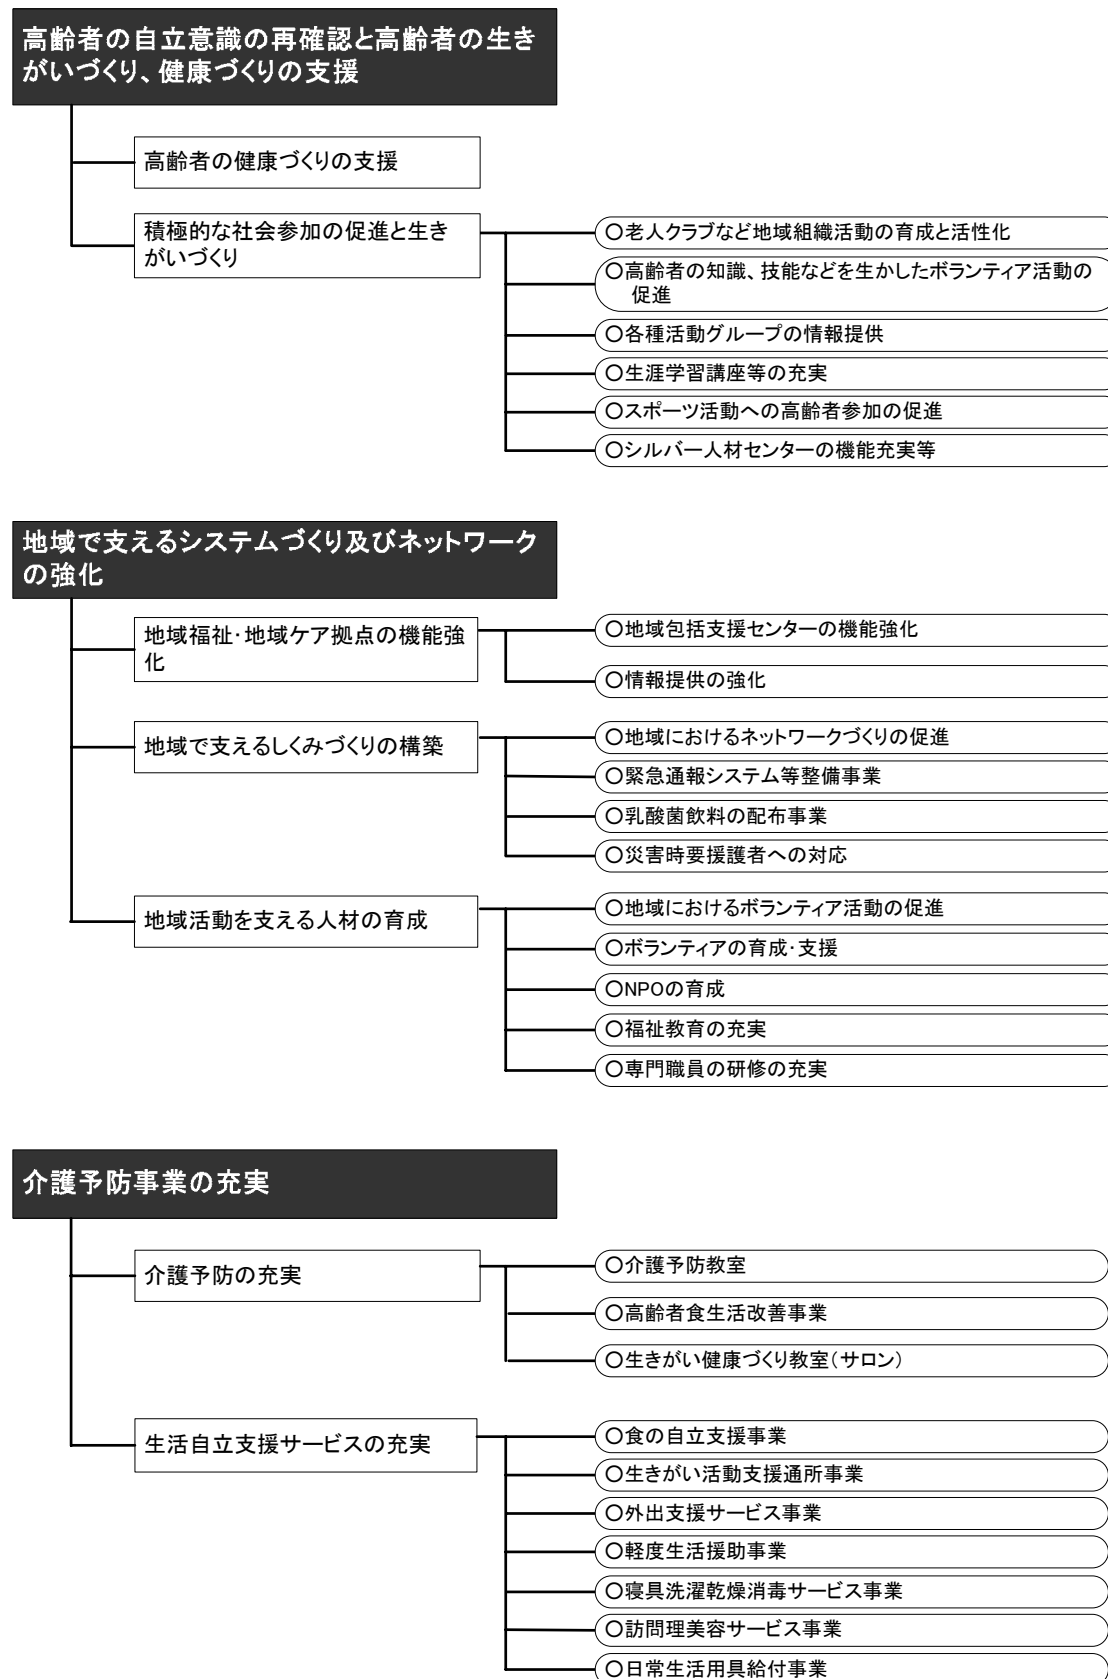 高齢者の自立意識の再確認と高齢者の生き
がいづくり、健康づくりの支援
高齢者の健康づくりの支援
積極的な社会参加の促進と生き
がいづくり
○老人クラブなど地域組織活動の育成と活性化
○高齢者の知識、技能などを生かしたボランティア活動の
促進
○各種活動グループの情報提供
○生涯学習講座等の充実
○スポーツ活動への高齢者参加の促進
○シルバー人材センターの機能充実等
地域で支えるシステムづくり及びネットワーク
の強化
地域福祉・地域ケア拠点の機能強
化
○地域包括支援センターの機能強化
○情報提供の強化
地域で支えるしくみづくりの構築
○地域におけるネットワークづくりの促進
○緊急通報システム等整備事業
○乳酸菌飲料の配布事業
○災害時要援護者への対応
地域活動を支える人材の育成
○地域におけるボランティア活動の促進
○ボランティアの育成・支援
○NPOの育成
○福祉教育の充実
○専門職員の研修の充実
介護予防事業の充実
介護予防の充実
○介護予防教室
○高齢者食生活改善事業
○生きがい健康づくり教室(サロン)
生活自立支援サービスの充実
○食の自立支援事業
○生きがい活動支援通所事業
○外出支援サービス事業
○軽度生活援助事業
○寝具洗濯乾燥消毒サービス事業
○訪問理美容サービス事業
○日常生活用具給付事業